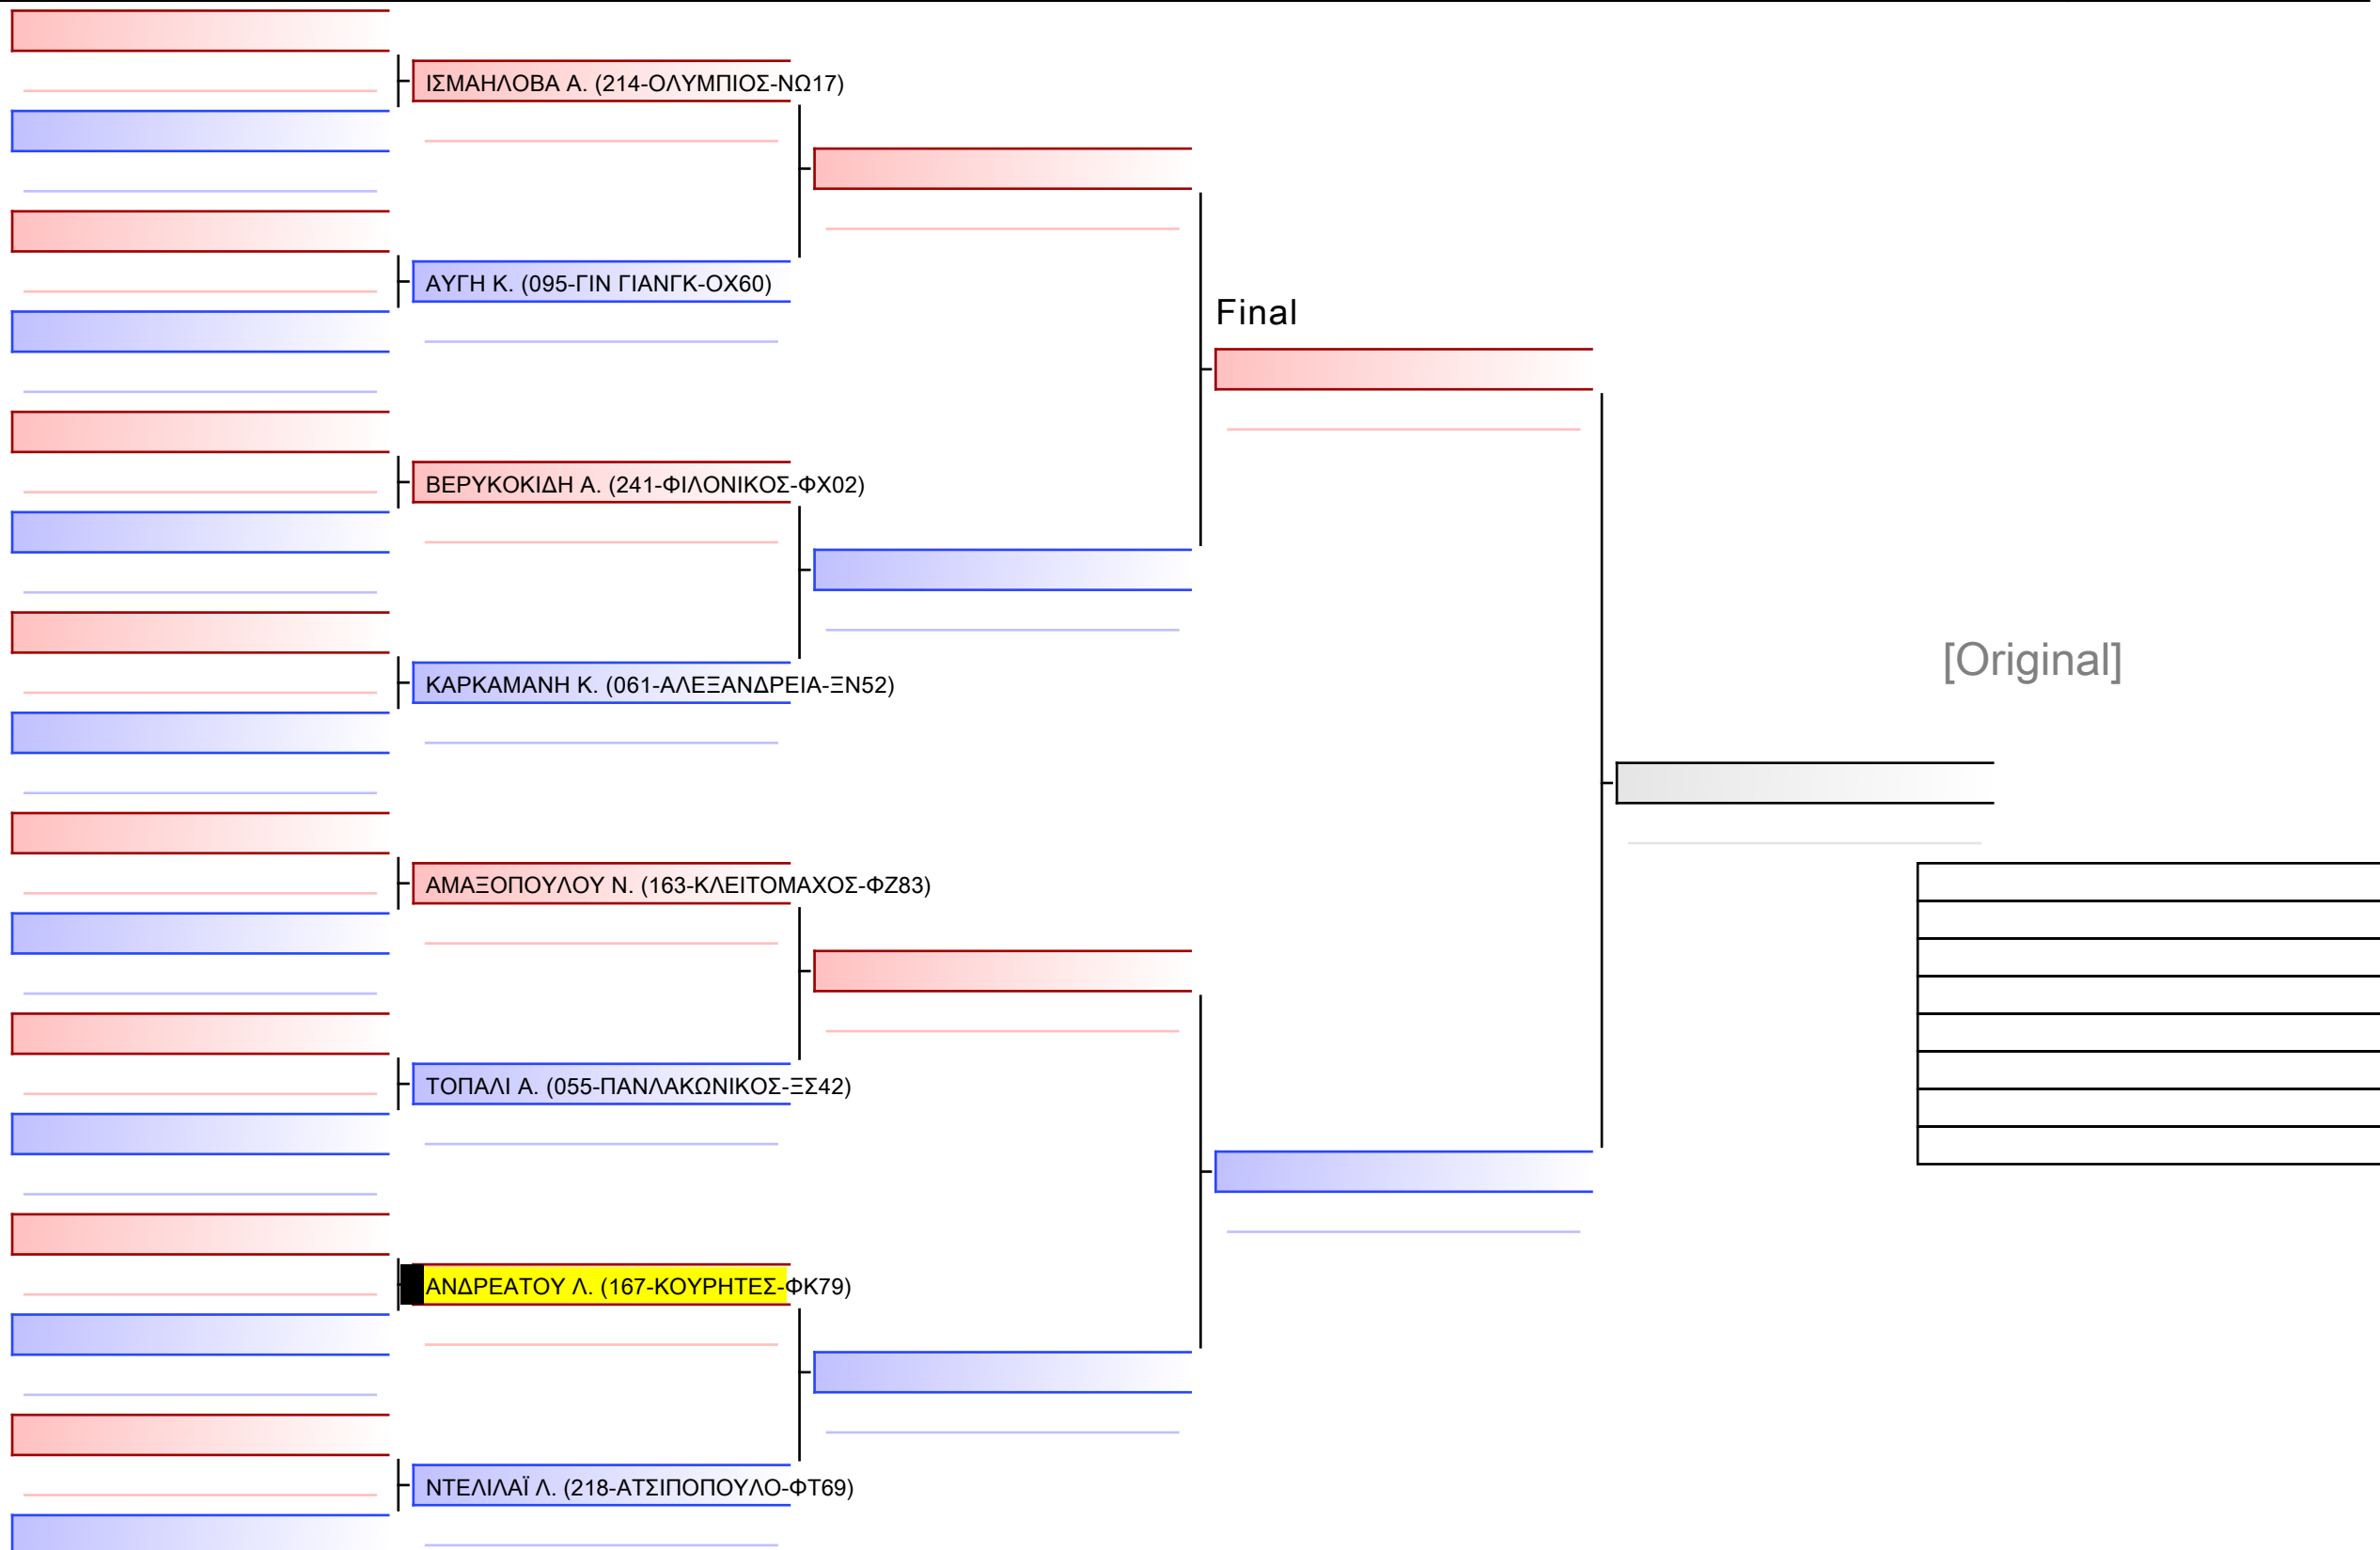 ΙΣΜΑΗΛΟΒΑ Α. (214-ΟΛΥΜΠΙΟΣ-ΝΩ17)
ΑΥΓΗ Κ. (095-ΓΙΝ ΓΙΑΝΓΚ-ΟΧ60)
Final
ΒΕΡΥΚΟΚΙΔΗ Α. (241-ΦΙΛΟΝΙΚΟΣ-ΦΧ02)
[Original]
ΚΑΡΚΑΜΑΝΗ Κ. (061-ΑΛΕΞΑΝΔΡΕΙΑ-ΞΝ52)
ΑΜΑΞΟΠΟΥΛΟΥ Ν. (163-ΚΛΕΙΤΟΜΑΧΟΣ-ΦΖ83)
ΤΟΠΑΛΙ Α. (055-ΠΑΝΛΑΚΩΝΙΚΟΣ-ΞΣ42)
ΑΝΔΡΕΑΤΟΥ Λ. (167-ΚΟΥΡΗΤΕΣ-ΦΚ79)
ΝΤΕΛΙΛΑΪ Λ. (218-ΑΤΣΙΠΟΠΟΥΛΟ-ΦΤ69)